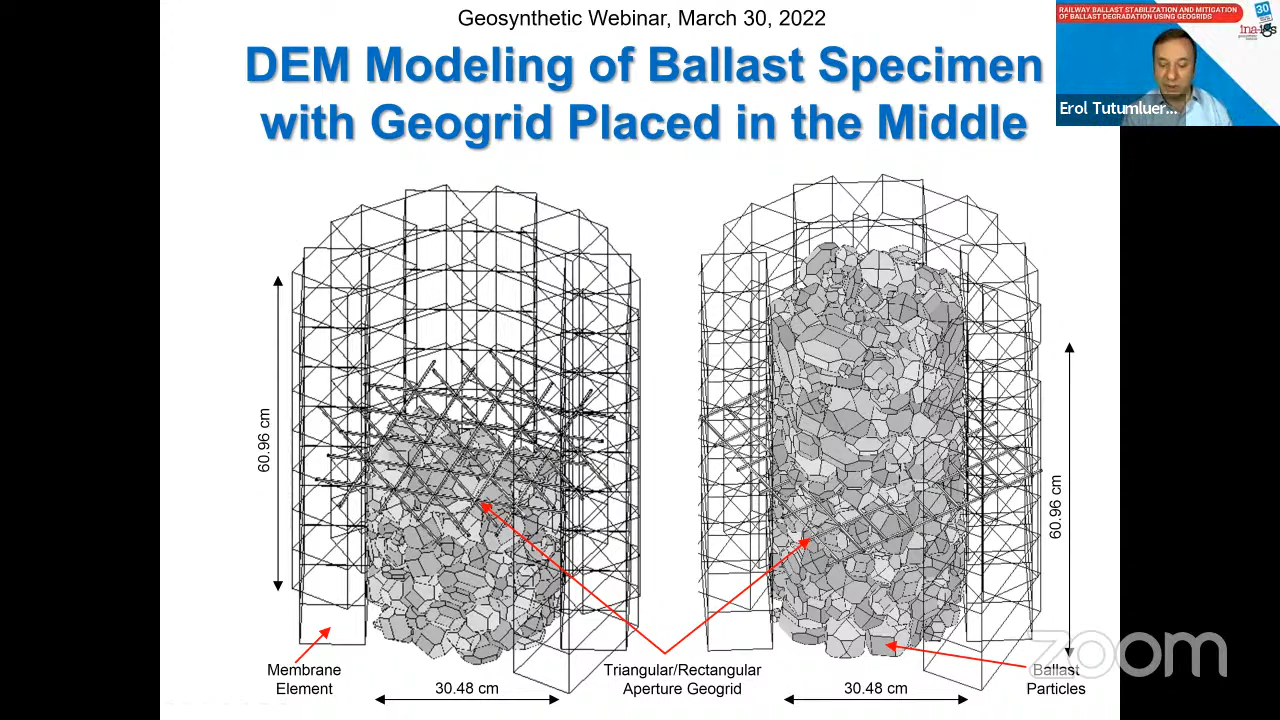 Geosynthetic Webinar, March 30, 2022
DEM Modeling of Ballast Specimen
with Geogrid Placed in the Middle
RAILWAY BALLAST STABILIZATION AND MITIGATION
OF BALLAST DEGRADATION USING GEOGRIDS
30
Erol Tutumluer...
60.96 cm
60.96 cm
Membrane
Element
Triangular/Rectangular
Aperture Geogrid
Ballast
Particles
30.48 cm
30.48 cm
zoom